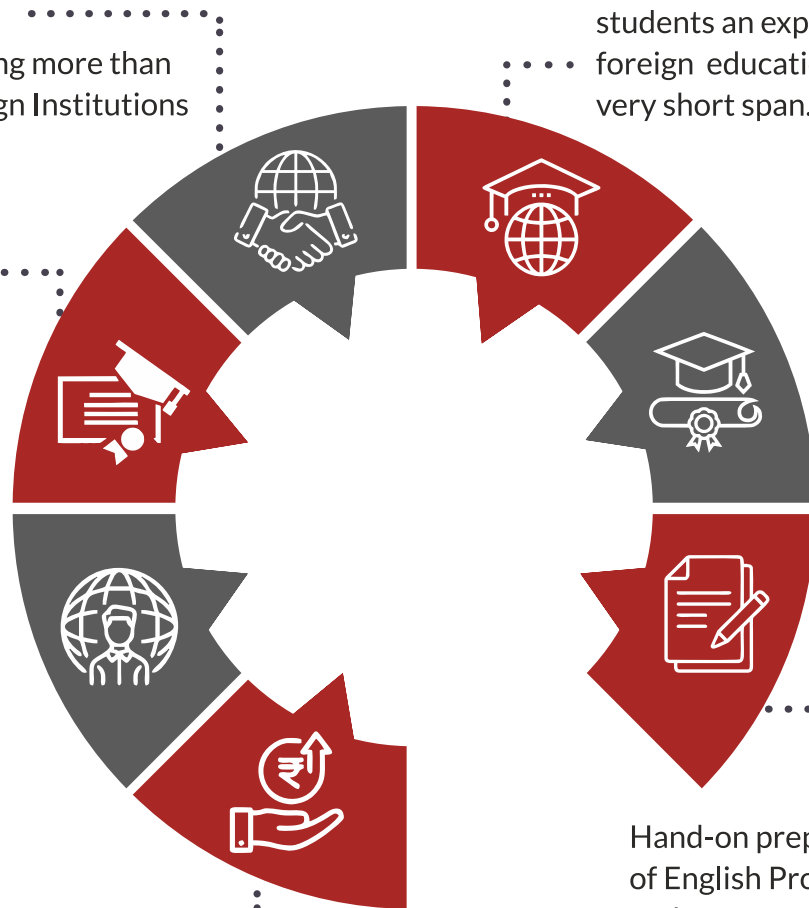 ng more than
gn Institutions
students an exp
foreign educati
very short span.
₹
Hand-on prep
of English Pro